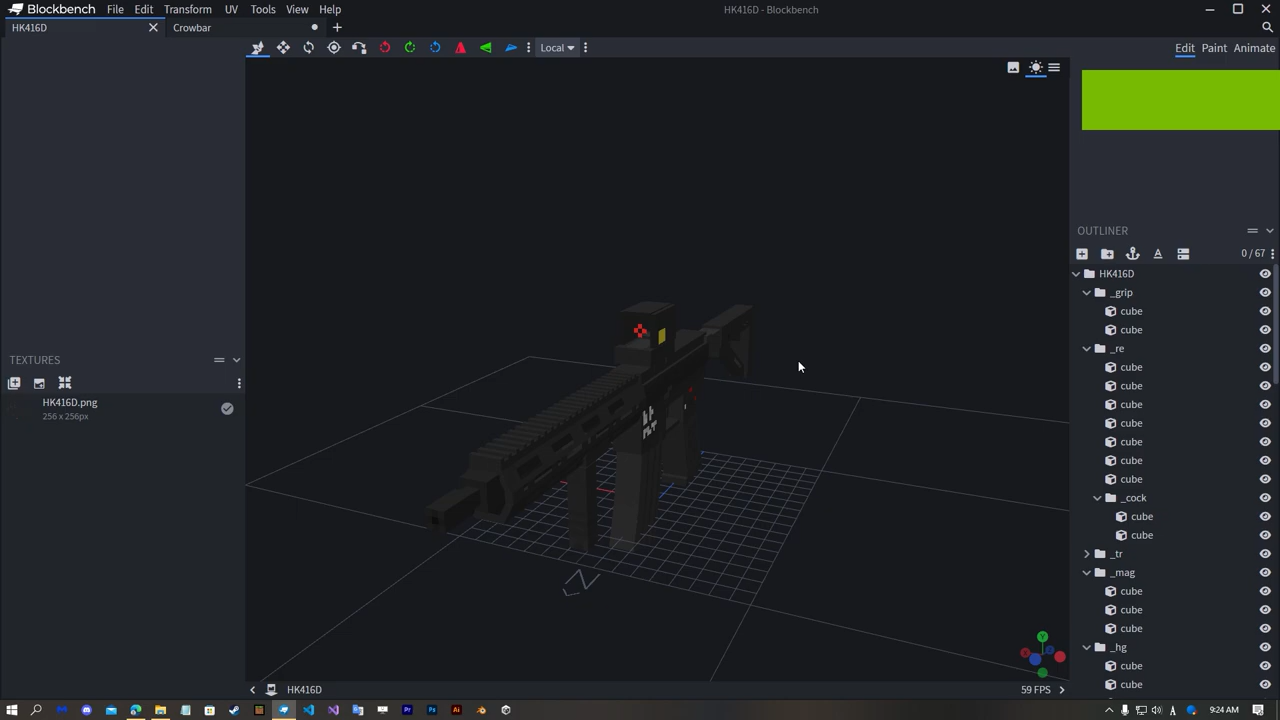 Blockbench File Edit Transform UV Tools View Help HK416D - Blockbench
HK416D Crowbar
Local
Edit Paint Animate
OUTLINER
0 / 67
HK416D
_grip
cube
cube
_re
cube
cube
cube
cube
cube
cube
cube
_cock
cube
cube
_tr
_mag
cube
cube
cube
_hg
cube
cube
TEXTURES
HK416D.png
256 x 256px
N
HK416D 59 FPS
9:24 AM